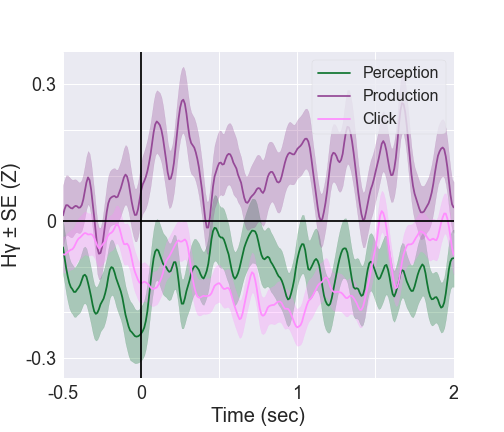 Perception
Production
Click
0.3
0
-0.3
Hγ ± SE (Z)
-0.5
0
1
2
Time (sec)